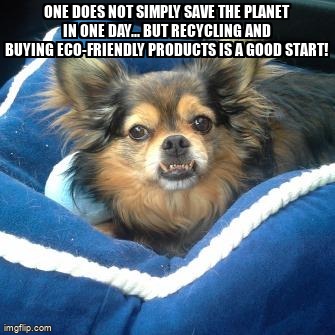 ONE DOES NOT SIMPLY SAVE THE PLANET
IN ONE DAY... BUT RECYCLING AND
BUYING ECO-FRIENDLY PRODUCTS IS A GOOD START!
imgflip.com